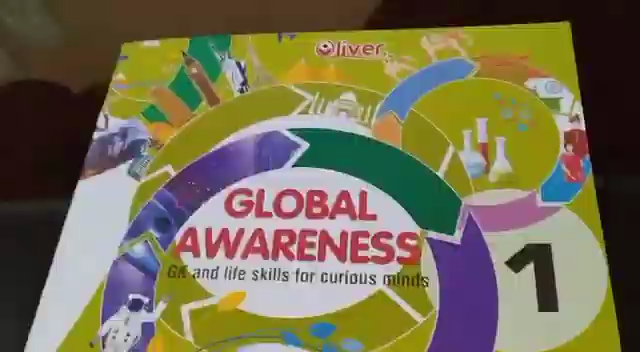 Oliver
GLOBAL
AWARENESS
GK and life skills for curious minds
1